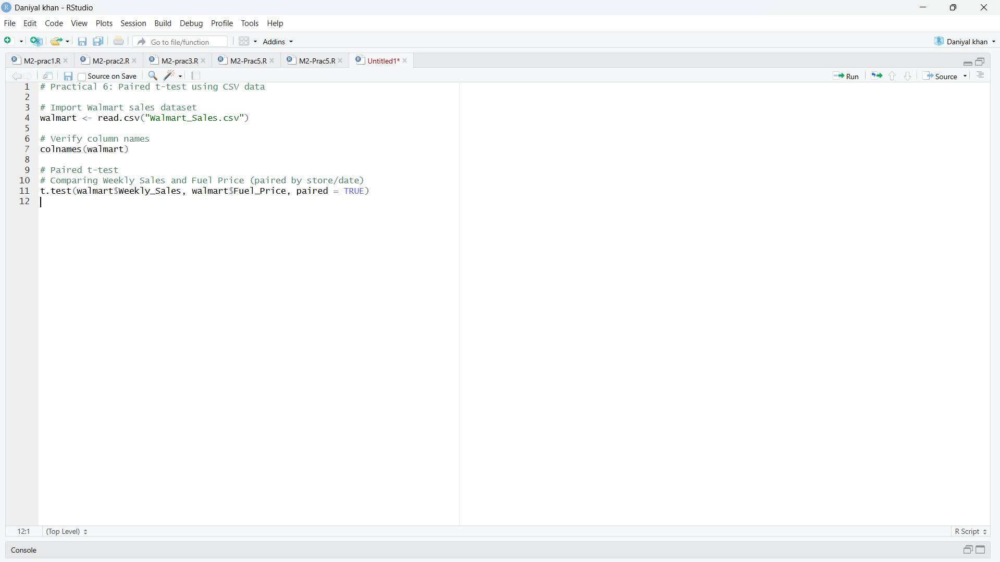 Daniyal khan - RStudio
File Edit Code View Plots Session Build Debug Profile Tools Help
Go to file/function Addins Daniyal khan
M2-prac1.R M2-prac2.R M2-prac3.R M2-Prac5.R M2-Prac5.R Untitled1*
Source on Save Run Source
1 # Practical 6: Paired t-test using CSV data
2
3 # Import Walmart sales dataset
4 walmart <- read.csv("Walmart_Sales.csv")
5
6 # Verify column names
7 colnames(walmart)
8
9 # Paired t-test
10 # Comparing Weekly Sales and Fuel Price (paired by store/date)
11 t.test(walmart$Weekly_Sales, walmart$Fuel_Price, paired = TRUE)
12
12:1 (Top Level) R Script
Console